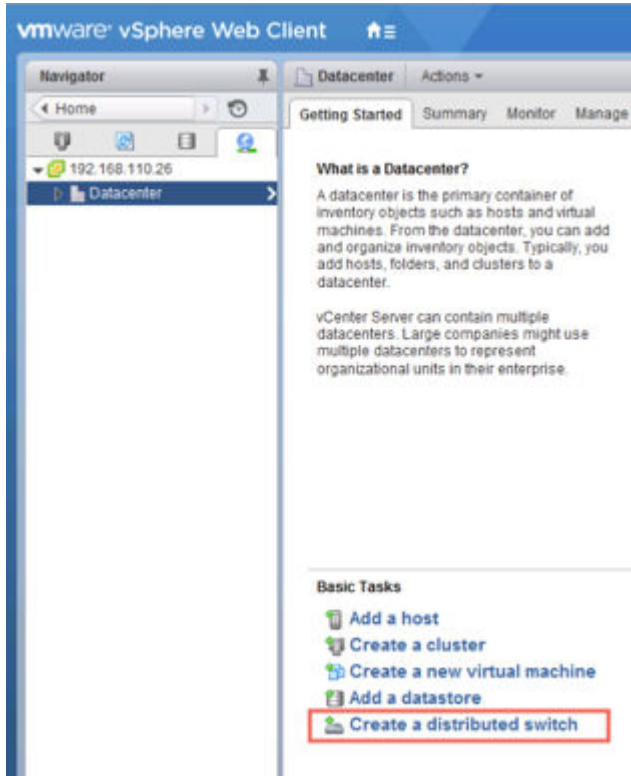 vmware vSphere Web Client
Navigator
Home
192.168.110.26
Datacenter
Datacenter Actions
Getting Started Summary Monitor Manage
What is a Datacenter?
A datacenter is the primary container of
inventory objects such as hosts and virtual
machines. From the datacenter, you can add
and organize inventory objects. Typically, you
add hosts, folders, and clusters to a
datacenter.
vCenter Server can contain multiple
datacenters. Large companies might use
multiple datacenters to represent
organizational units in their enterprise.
Basic Tasks
Add a host
Create a cluster
Create a new virtual machine
Add a datastore
Create a distributed switch